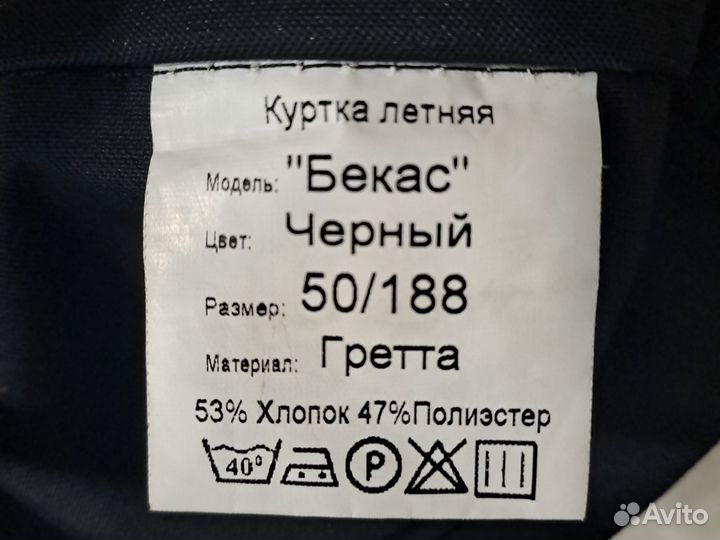 Куртка летняя
Модель: "Бекас"
Цвет: Черный
Размер: 50/188
Материал: Гретта
53% Хлопок 47%Полиэстер
40° P
Avito